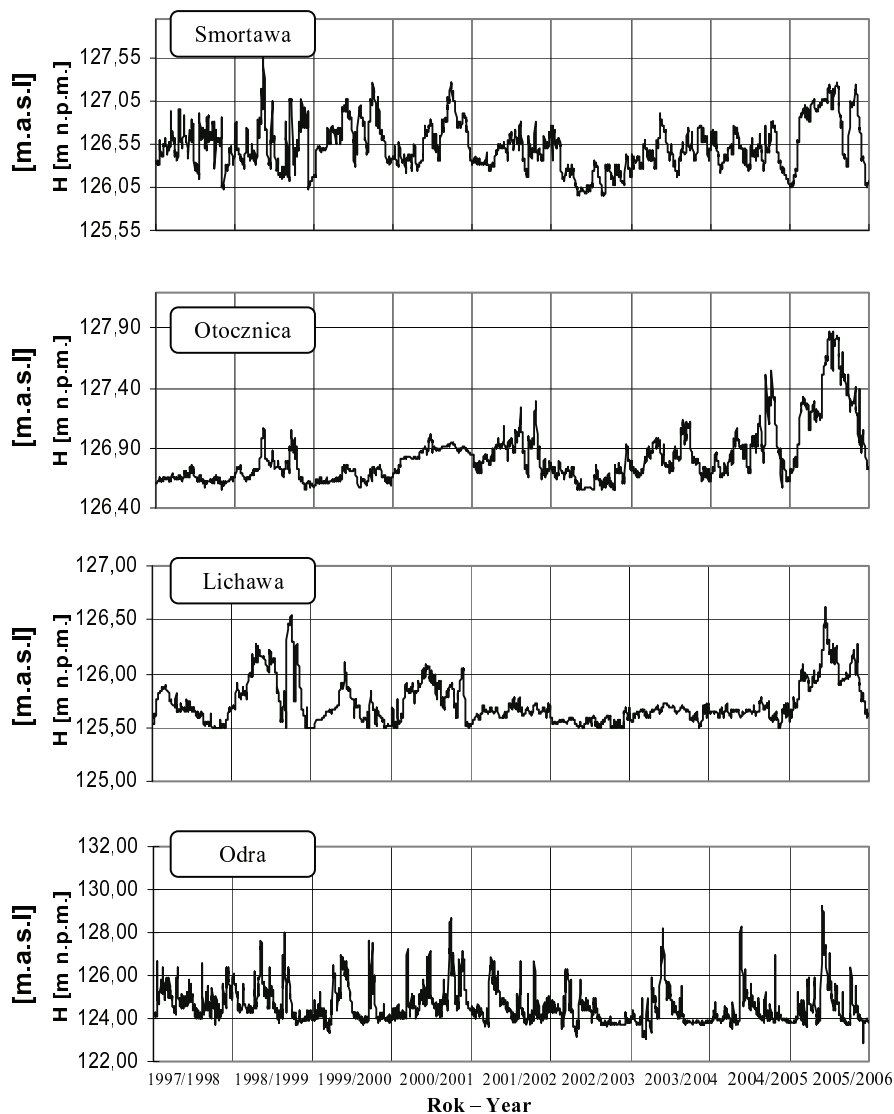 Smortawa
[m.a.s.l]
H [m n.p.m.]
127,55
127,05
126,55
126,05
125,55
Otocznica
[m.a.s.l]
H [m n.p.m.]
127,90
127,40
126,90
126,40
Lichawa
[m.a.s.l]
H [m n.p.m.]
127,00
126,50
126,00
125,50
125,00
Odra
[m.a.s.l]
H [m n.p.m.]
132,00
130,00
128,00
126,00
124,00
122,00
1997/1998 1998/1999 1999/2000 2000/2001 2001/2002 2002/2003 2003/2004 2004/2005 2005/2006
Rok – Year